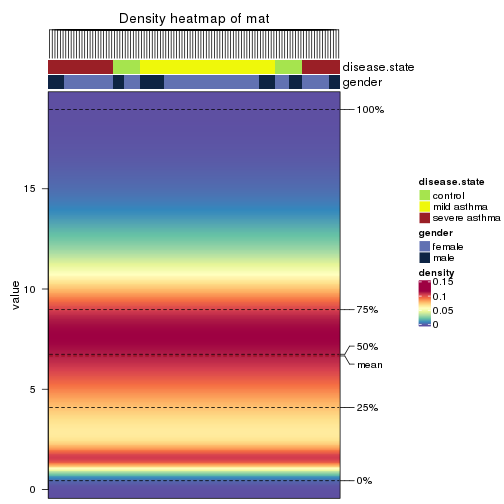 Density heatmap of mat
disease.state
gender
100%
15
value
10
75%
50%
mean
5
25%
0%
0
disease.state
control
mild asthma
severe asthma
gender
female
male
density
0.15
0.1
0.05
0